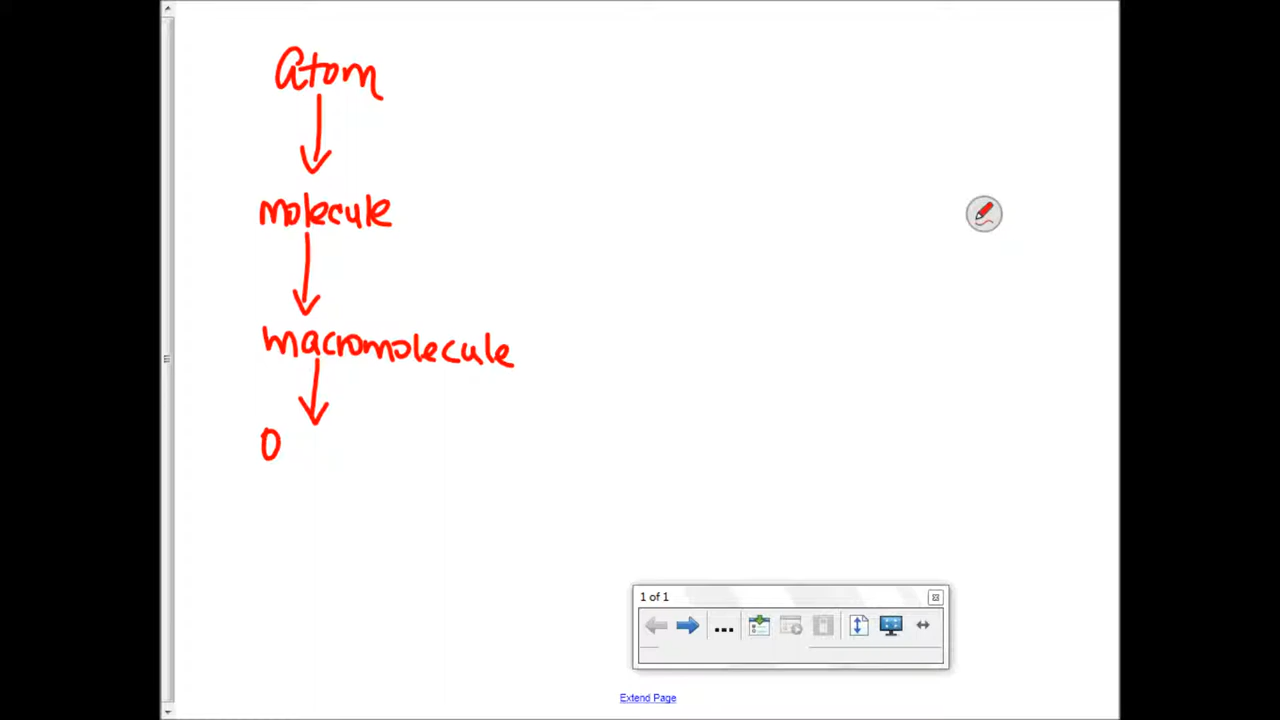 atom
molecule
macromolecule
O
1 of 1
...
Extend Page